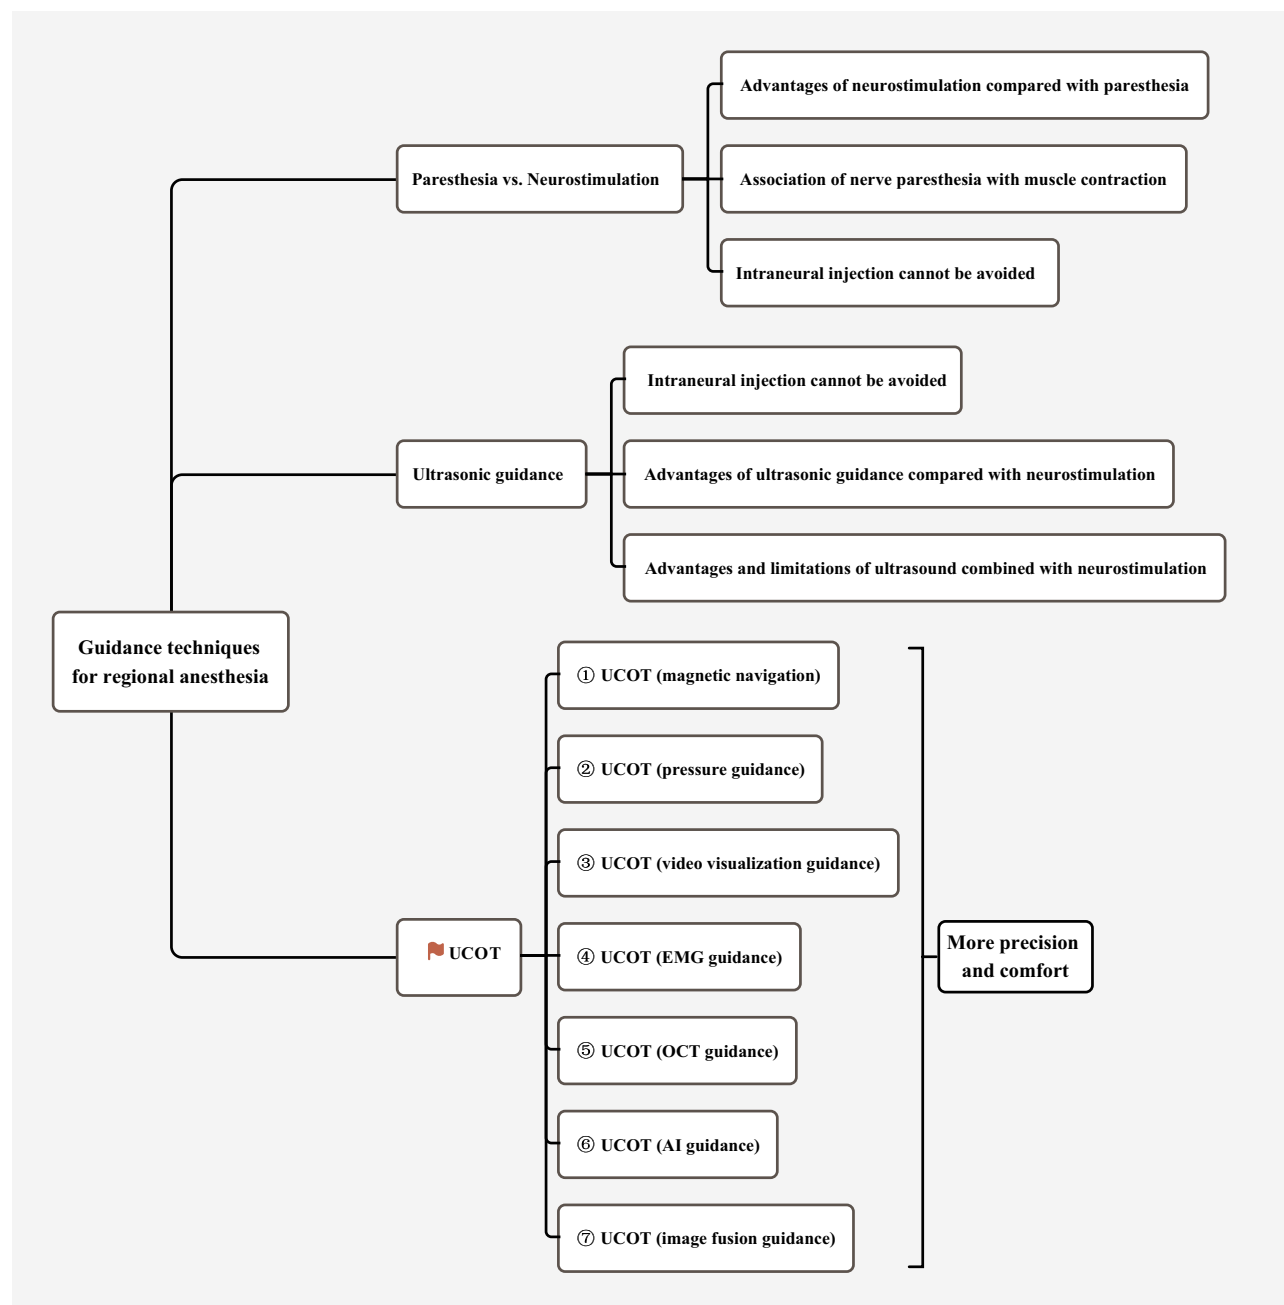 Advantages of neurostimulation compared with paresthesia
Paresthesia vs. Neurostimulation
Association of nerve paresthesia with muscle contraction
Intraneural injection cannot be avoided
Intraneural injection cannot be avoided
Ultrasonic guidance
Advantages of ultrasonic guidance compared with neurostimulation
Advantages and limitations of ultrasound combined with neurostimulation
Guidance techniques
for regional anesthesia
① UCOT (magnetic navigation)
② UCOT (pressure guidance)
③ UCOT (video visualization guidance)
UCOT
④ UCOT (EMG guidance)
⑤ UCOT (OCT guidance)
⑥ UCOT (AI guidance)
⑦ UCOT (image fusion guidance)
More precision
and comfort